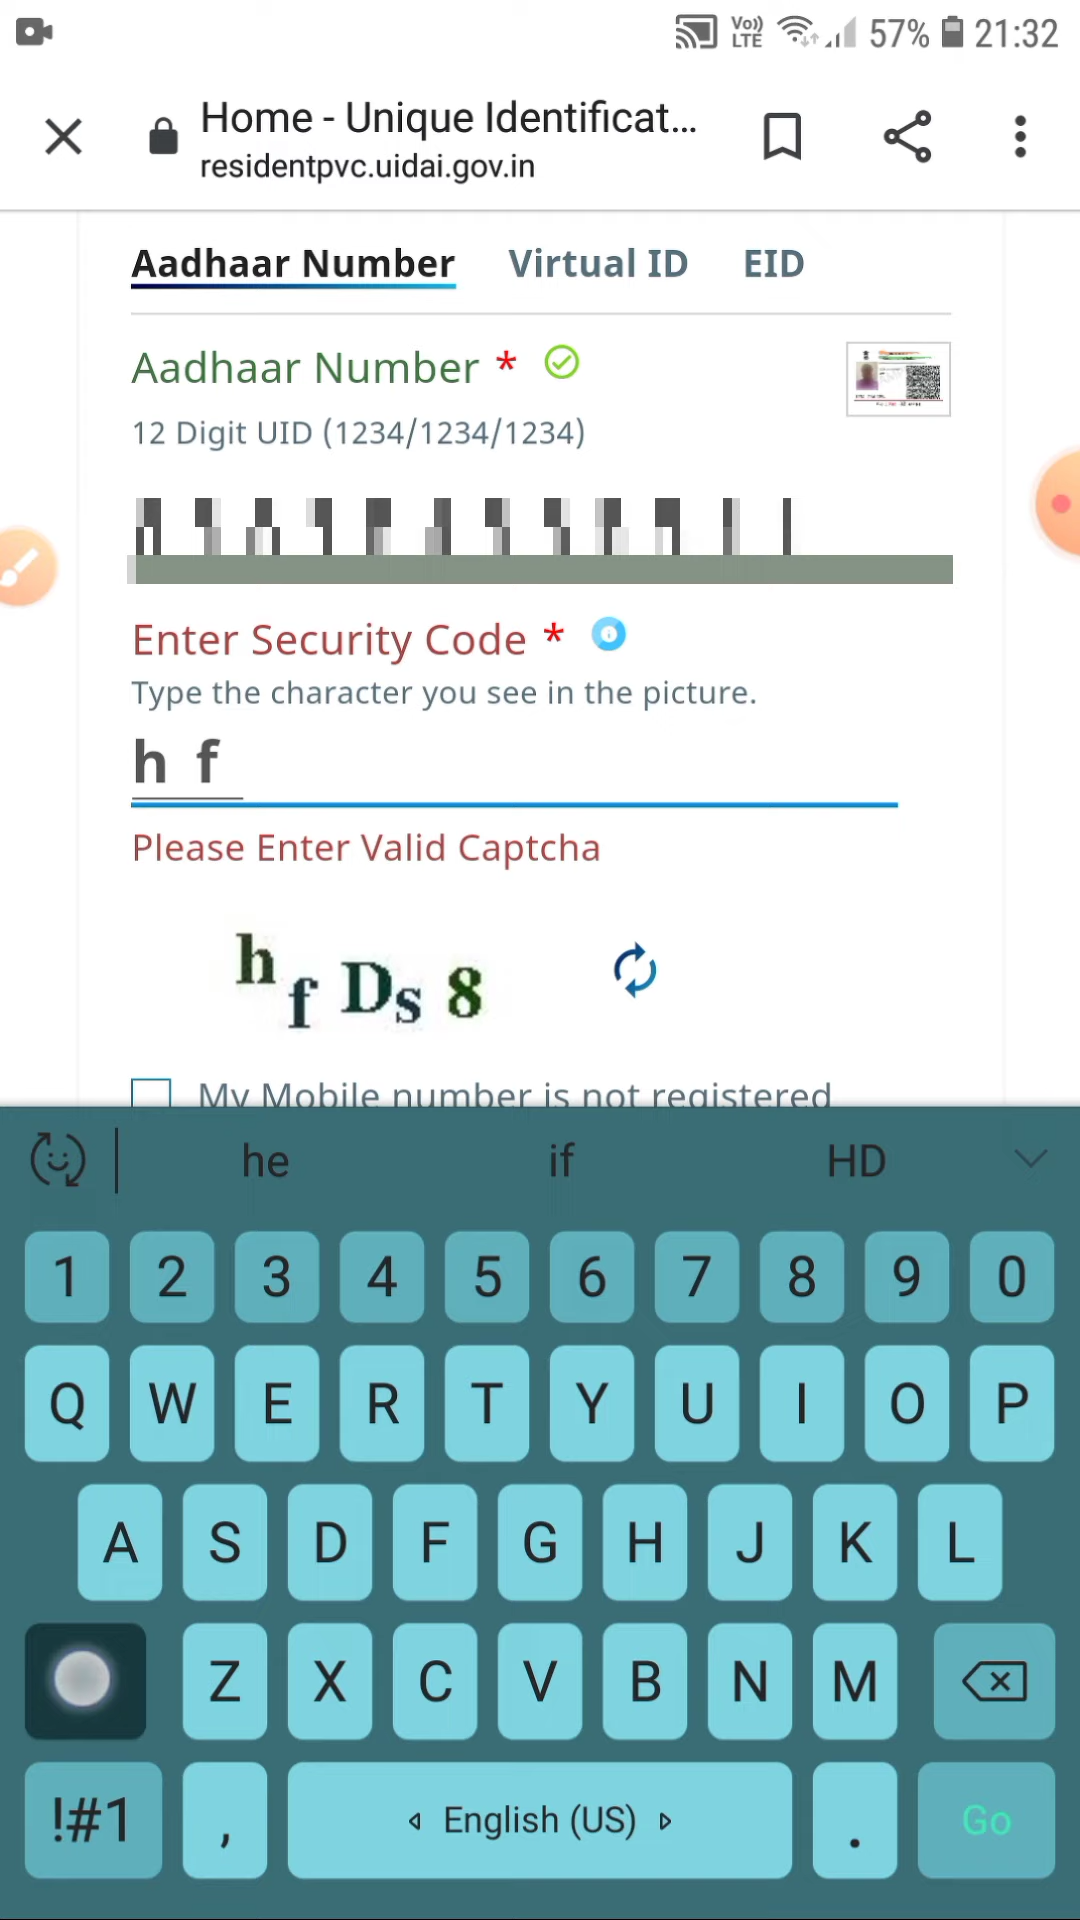 Vo)) LTE 57% 21:32
Home - Unique Identificat...
residentpvc.uidai.gov.in
Aadhaar Number Virtual ID EID
Aadhaar Number *
12 Digit UID (1234/1234/1234)
Enter Security Code *
Type the character you see in the picture.
h f
Please Enter Valid Captcha
h f D s 8
My Mobile number is not registered
he if HD
1 2 3 4 5 6 7 8 9 0
Q W E R T Y U I O P
A S D F G H J K L
Z X C V B N M
!#1 , English (US) . Go